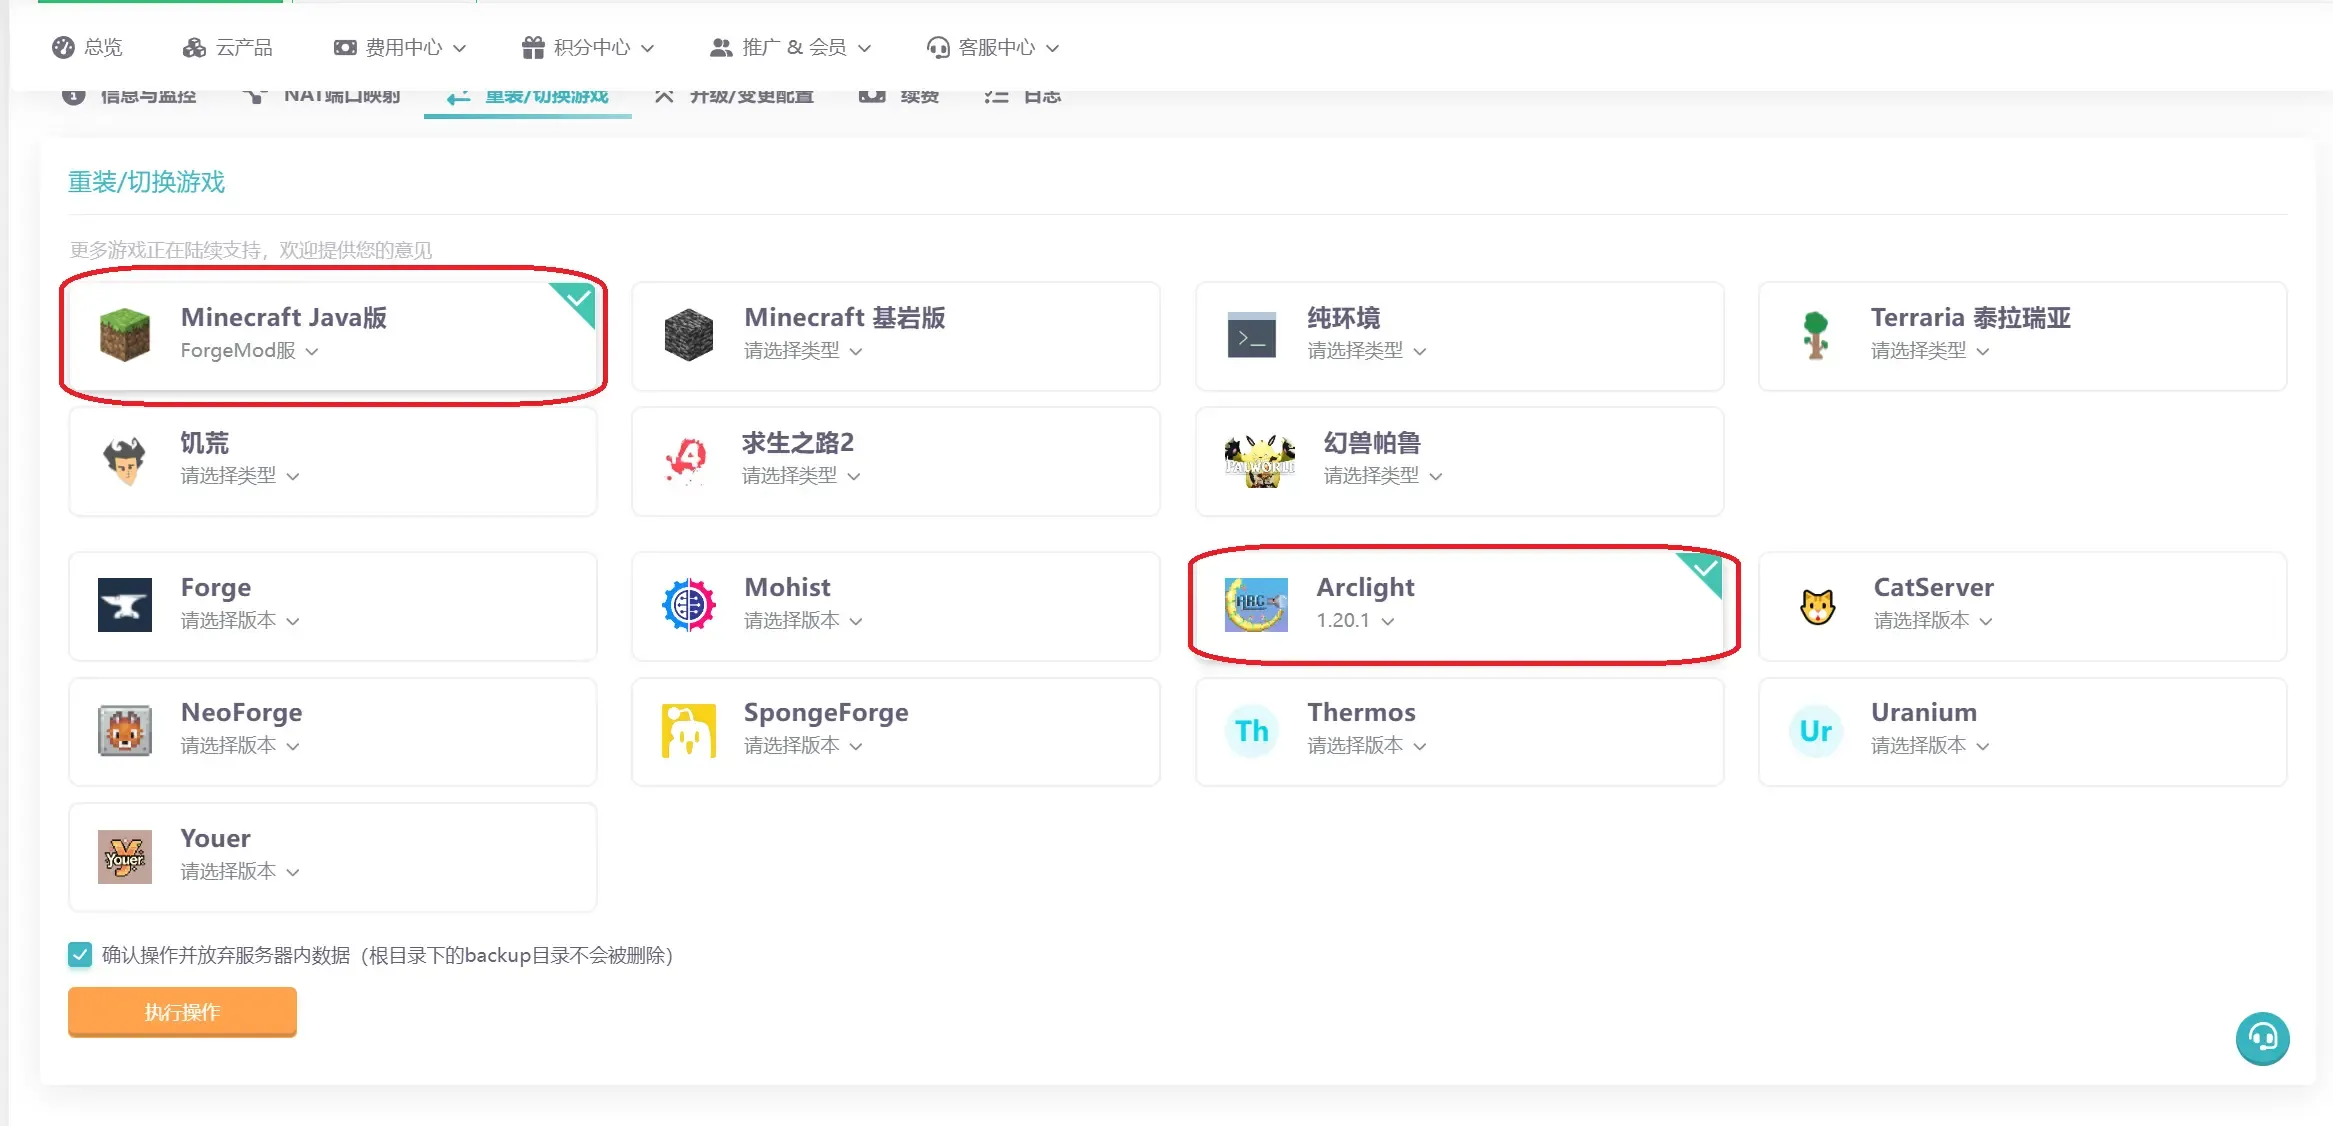 总览
云产品
费用中心
积分中心
推广 & 会员
客服中心
信息与监控
NAT端口映射
重装/切换游戏
升级/变更配置
续费
日志
重装/切换游戏
更多游戏正在陆续支持，欢迎提供您的意见
Minecraft Java版
ForgeMod服
Minecraft 基岩版
请选择类型
纯环境
请选择类型
Terraria 泰拉瑞亚
请选择类型
饥荒
请选择类型
求生之路2
请选择类型
PALWORLD
幻兽帕鲁
请选择类型
Forge
请选择版本
Mohist
请选择版本
ARC
Arclight
1.20.1
CatServer
请选择版本
NeoForge
请选择版本
SpongeForge
请选择版本
Th
Thermos
请选择版本
Ur
Uranium
请选择版本
Youer
Youer
请选择版本
确认操作并放弃服务器内数据（根目录下的backup目录不会被删除）
执行操作